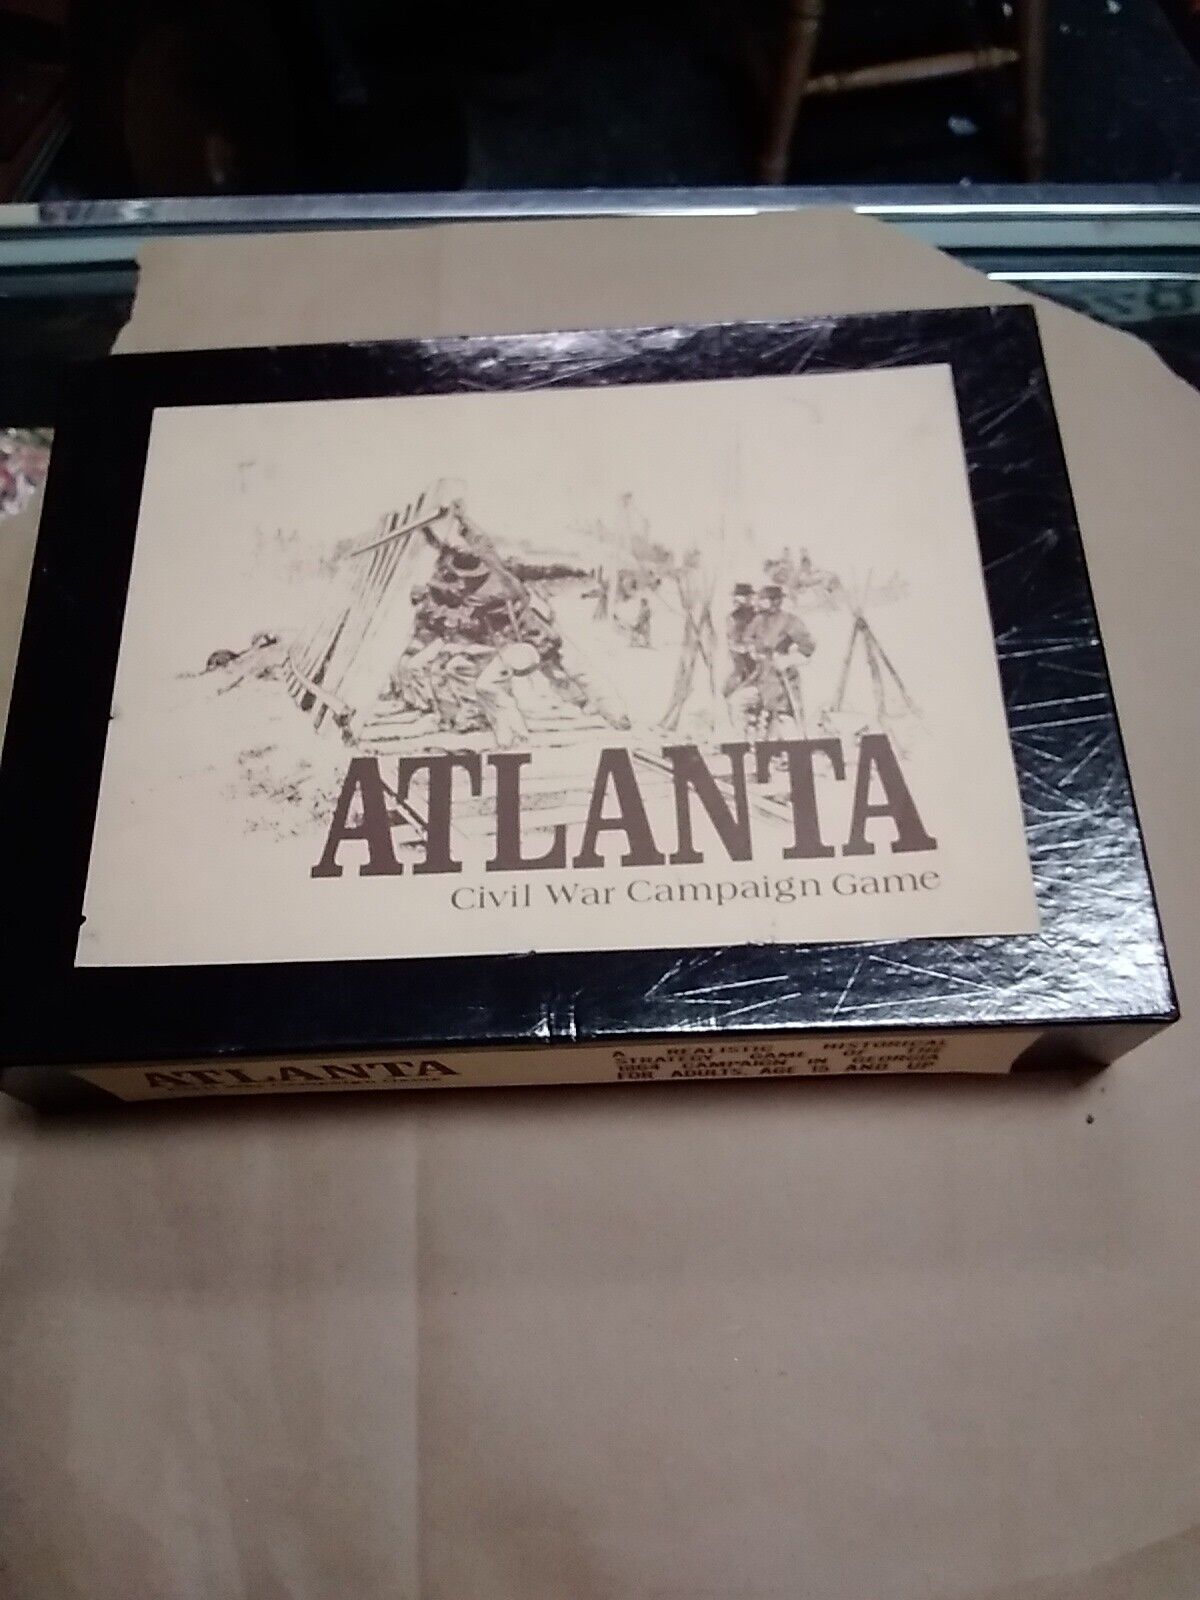 ATLANTA
Civil War Campaign Game
ATLANTA
GAME
A REALISTIC HISTORICAL
STRATEGY GAME OF THE
1864 CAMPAIGN IN GEORGIA
FOR ADULTS, AGE 15 AND UP